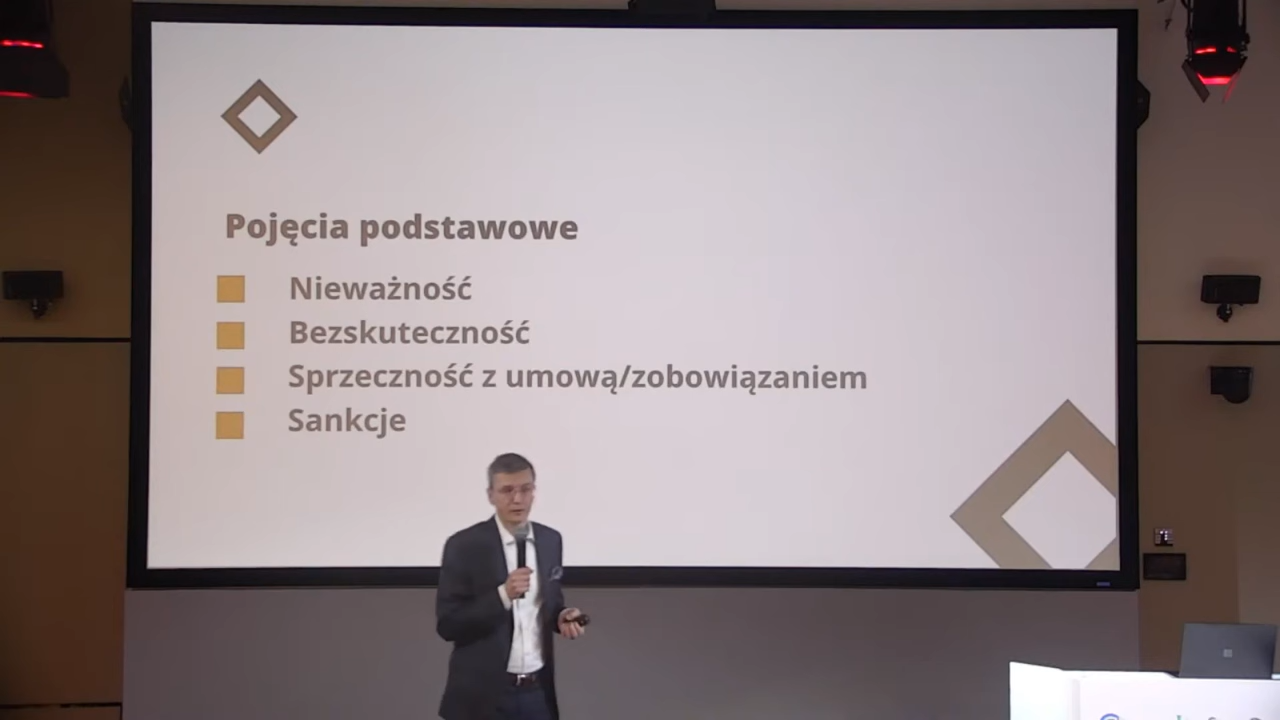 Pojęcia podstawowe
Nieważność
Bezskuteczność
Sprzeczność z umową/zobowiązaniem
Sankcje